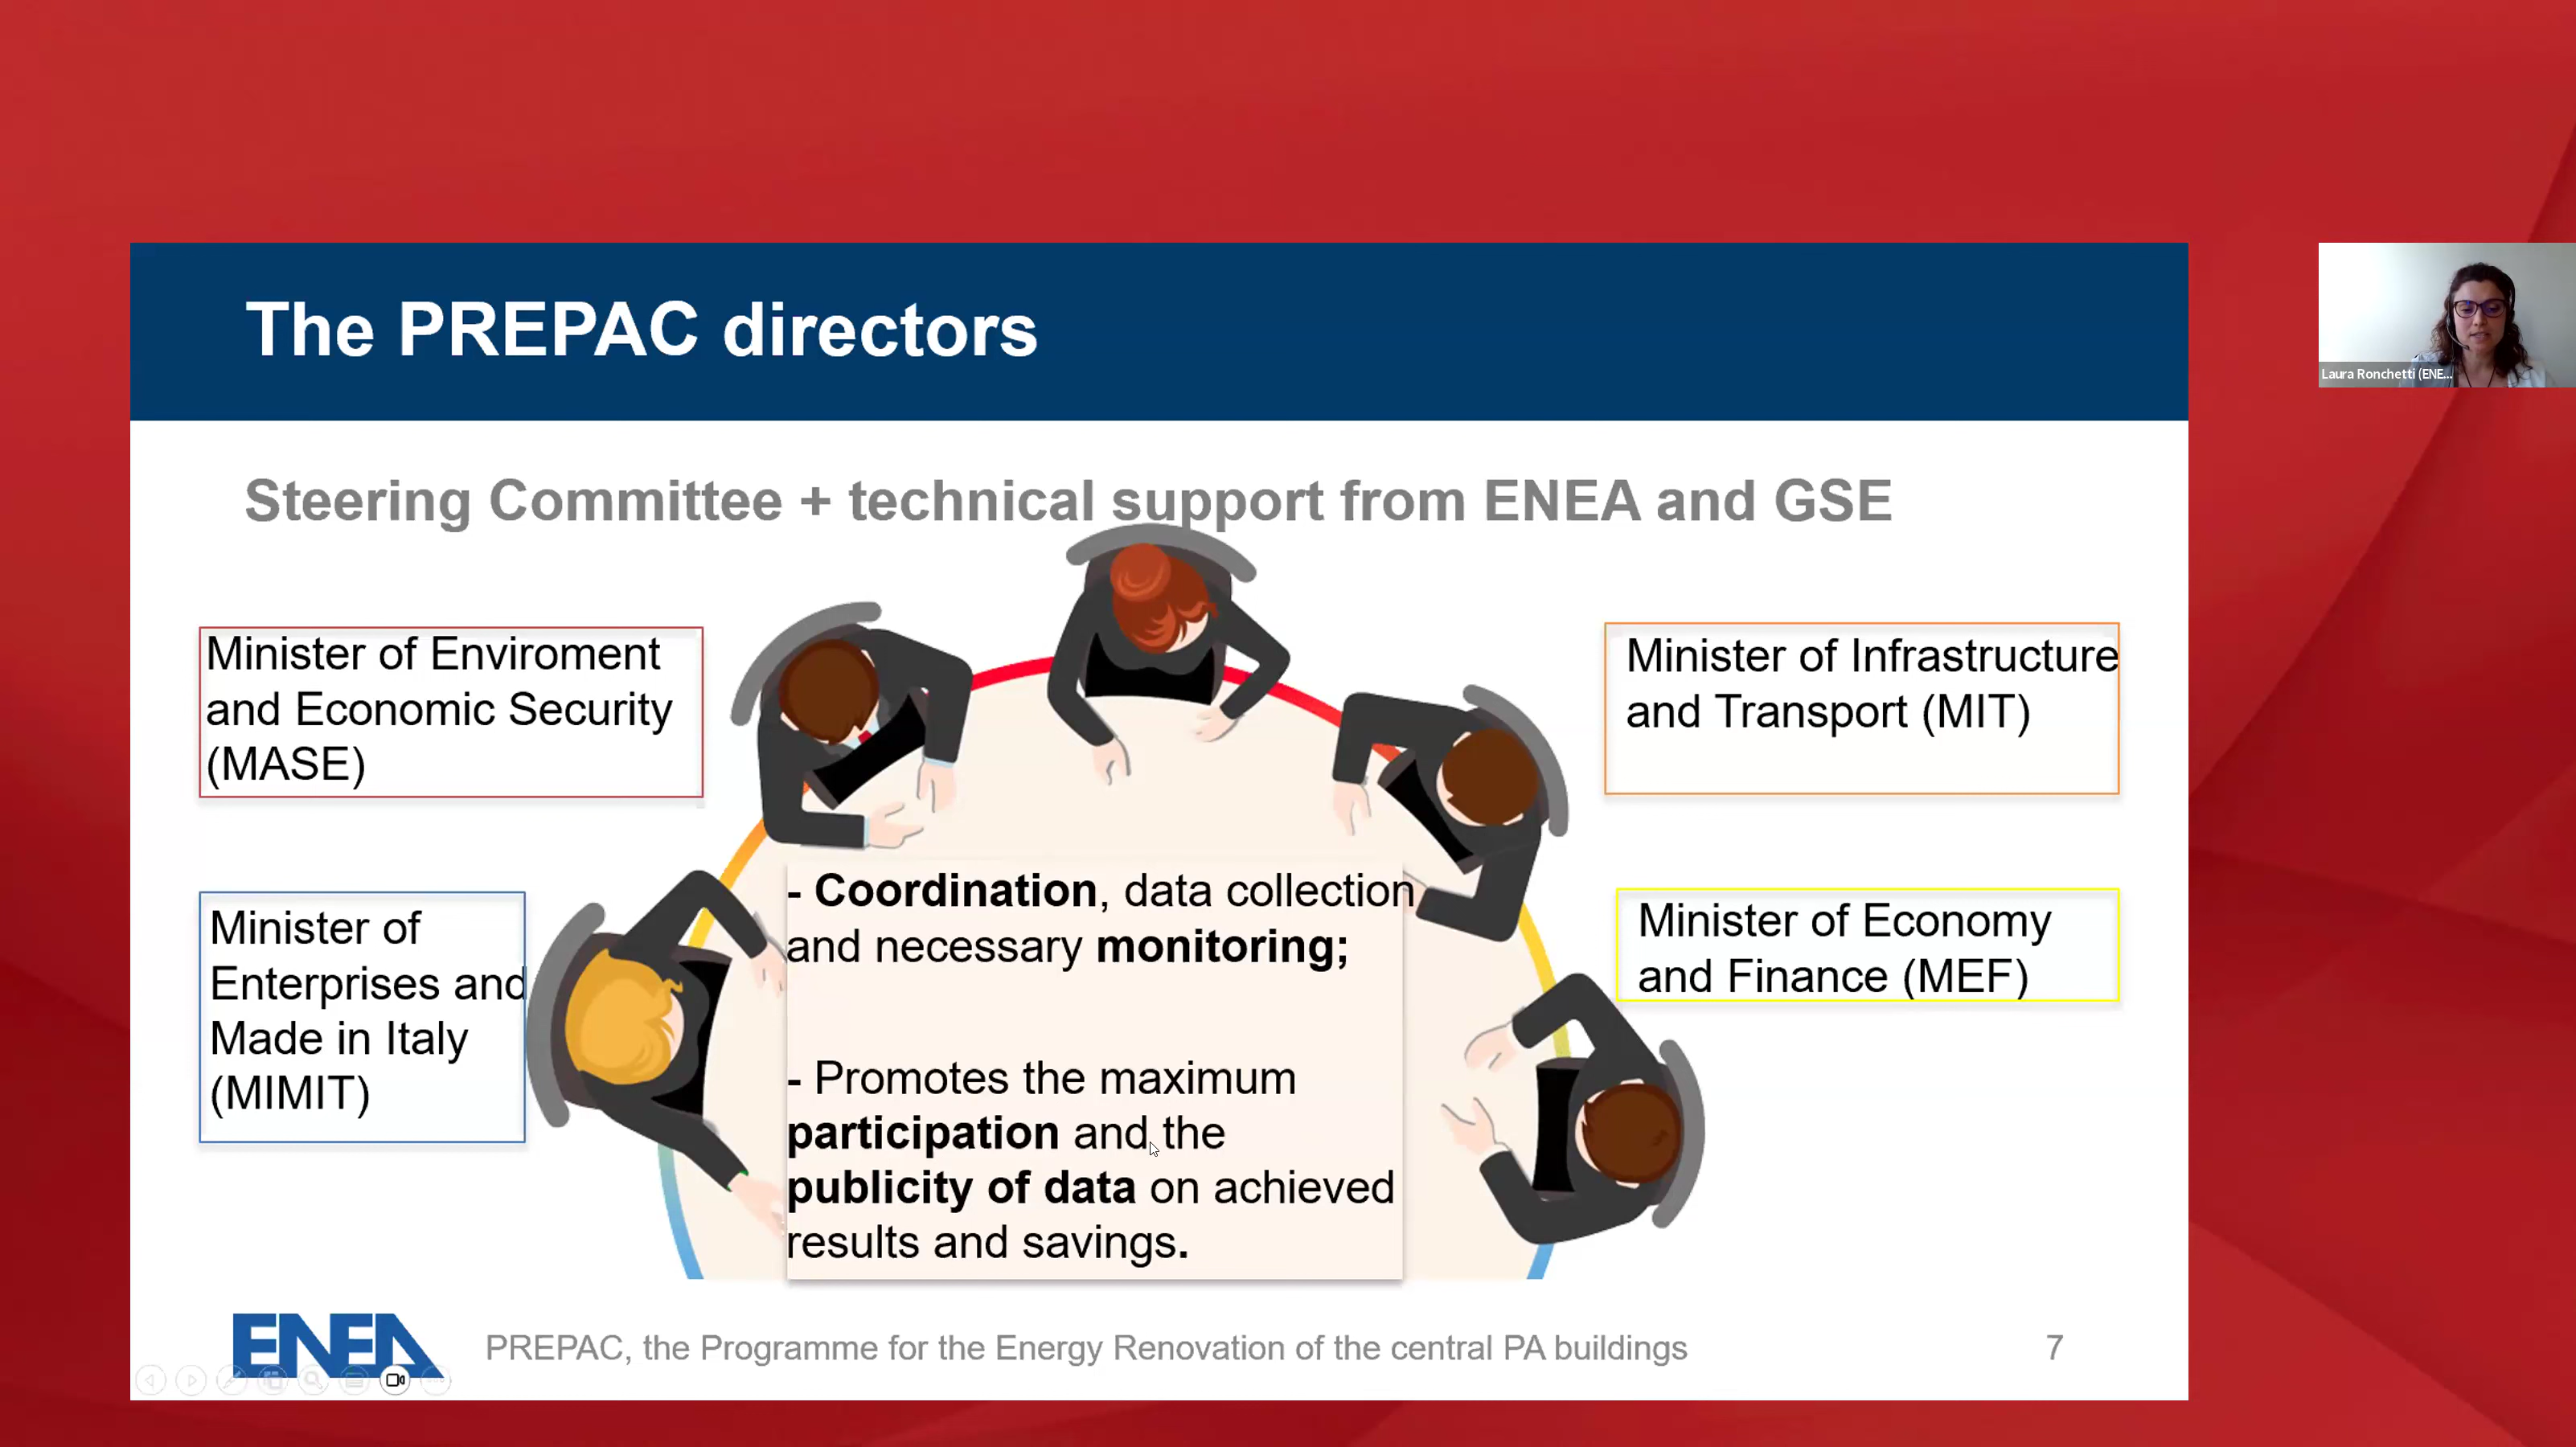 The PREPAC directors
Laura Ronchetti (ENE...
Steering Committee + technical support from ENEA and GSE
Minister of Enviroment
and Economic Security
(MASE)
Minister of Infrastructure
and Transport (MIT)
Minister of
Enterprises and
Made in Italy
(MIMIT)
- Coordination, data collection
and necessary monitoring;
- Promotes the maximum
participation and the
publicity of data on achieved
results and savings.
Minister of Economy
and Finance (MEF)
ENEA
PREPAC, the Programme for the Energy Renovation of the central PA buildings
7